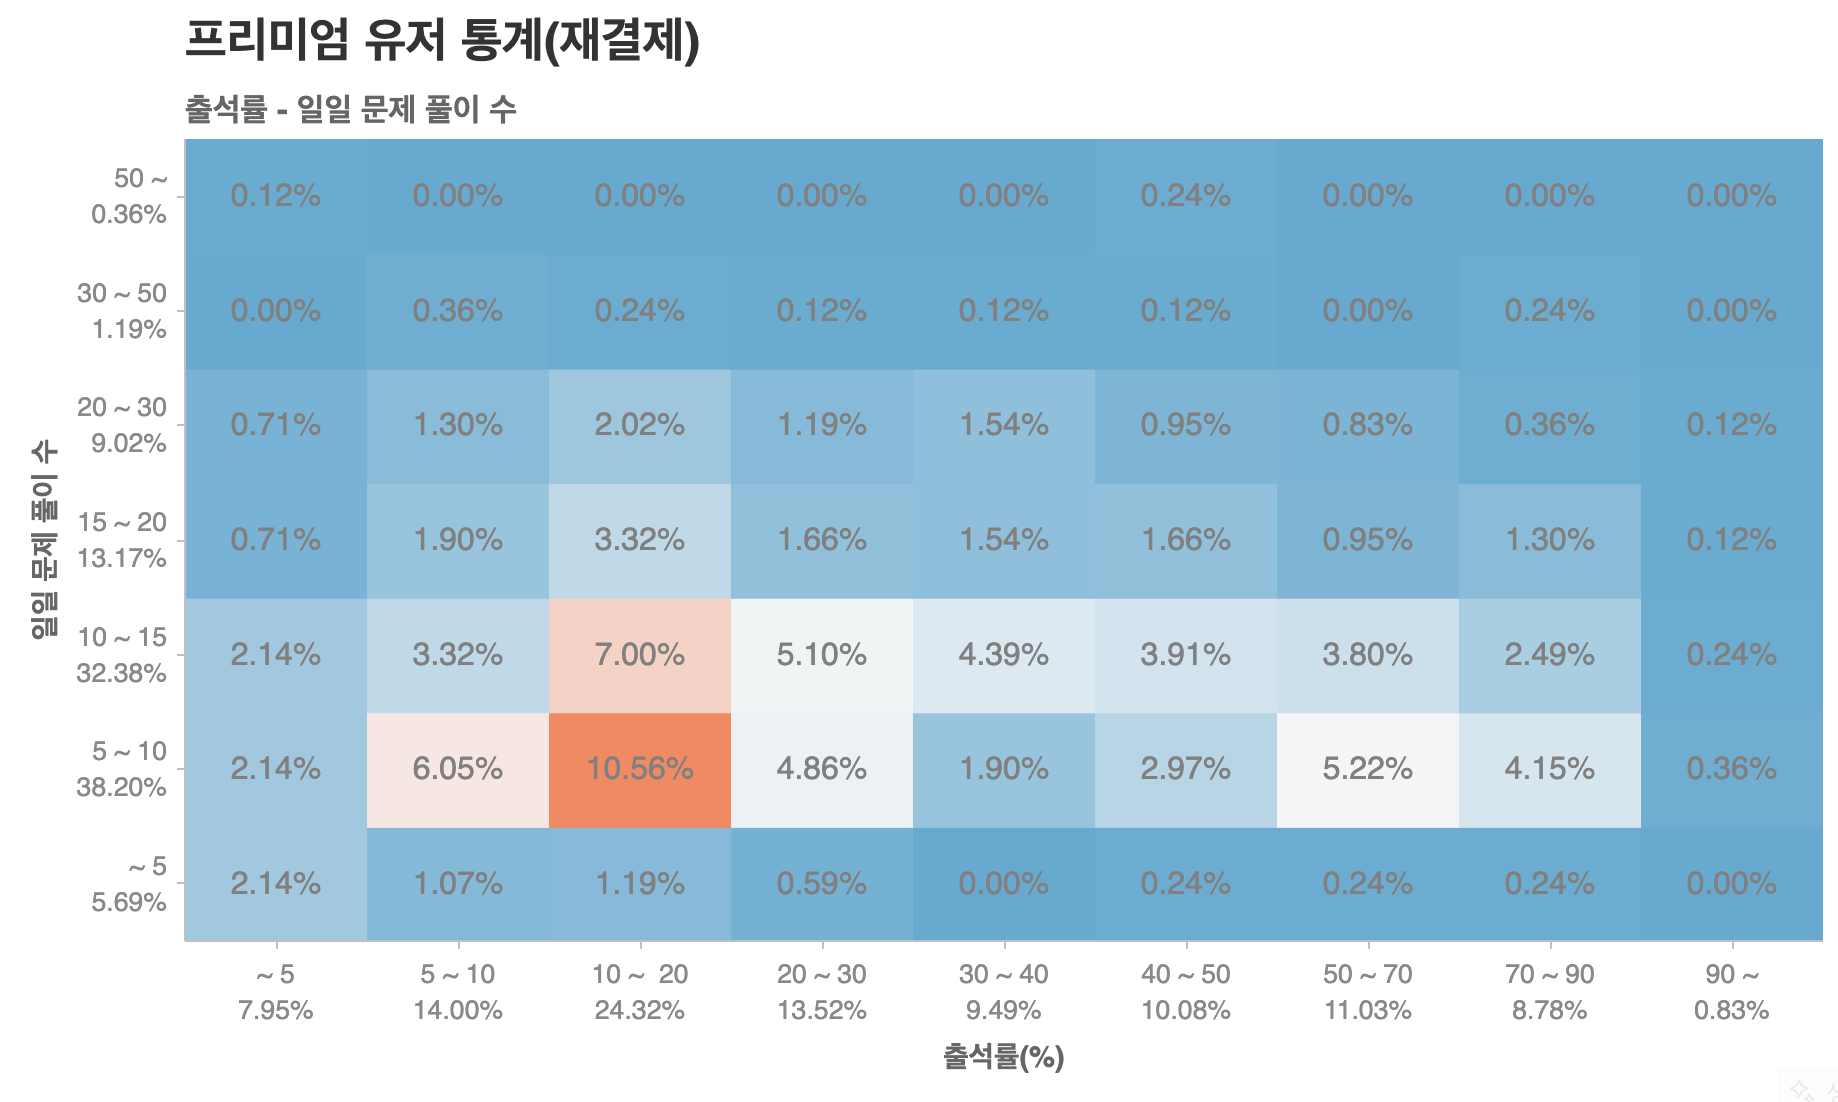 프리미엄 유저 통계(재결제)
출석률 - 일일 문제 풀이 수
일일 문제 풀이 수
50 ~
0.36%
0.12% 0.00% 0.00% 0.00% 0.00% 0.24% 0.00% 0.00% 0.00%
30 ~ 50
1.19%
0.00% 0.36% 0.24% 0.12% 0.12% 0.12% 0.00% 0.24% 0.00%
20 ~ 30
9.02%
0.71% 1.30% 2.02% 1.19% 1.54% 0.95% 0.83% 0.36% 0.12%
15 ~ 20
13.17%
0.71% 1.90% 3.32% 1.66% 1.54% 1.66% 0.95% 1.30% 0.12%
10 ~ 15
32.38%
2.14% 3.32% 7.00% 5.10% 4.39% 3.91% 3.80% 2.49% 0.24%
5 ~ 10
38.20%
2.14% 6.05% 10.56% 4.86% 1.90% 2.97% 5.22% 4.15% 0.36%
~ 5
5.69%
2.14% 1.07% 1.19% 0.59% 0.00% 0.24% 0.24% 0.24% 0.00%
~ 5 5 ~ 10 10 ~ 20 20 ~ 30 30 ~ 40 40 ~ 50 50 ~ 70 70 ~ 90 90 ~
7.95% 14.00% 24.32% 13.52% 9.49% 10.08% 11.03% 8.78% 0.83%
출석률(%)